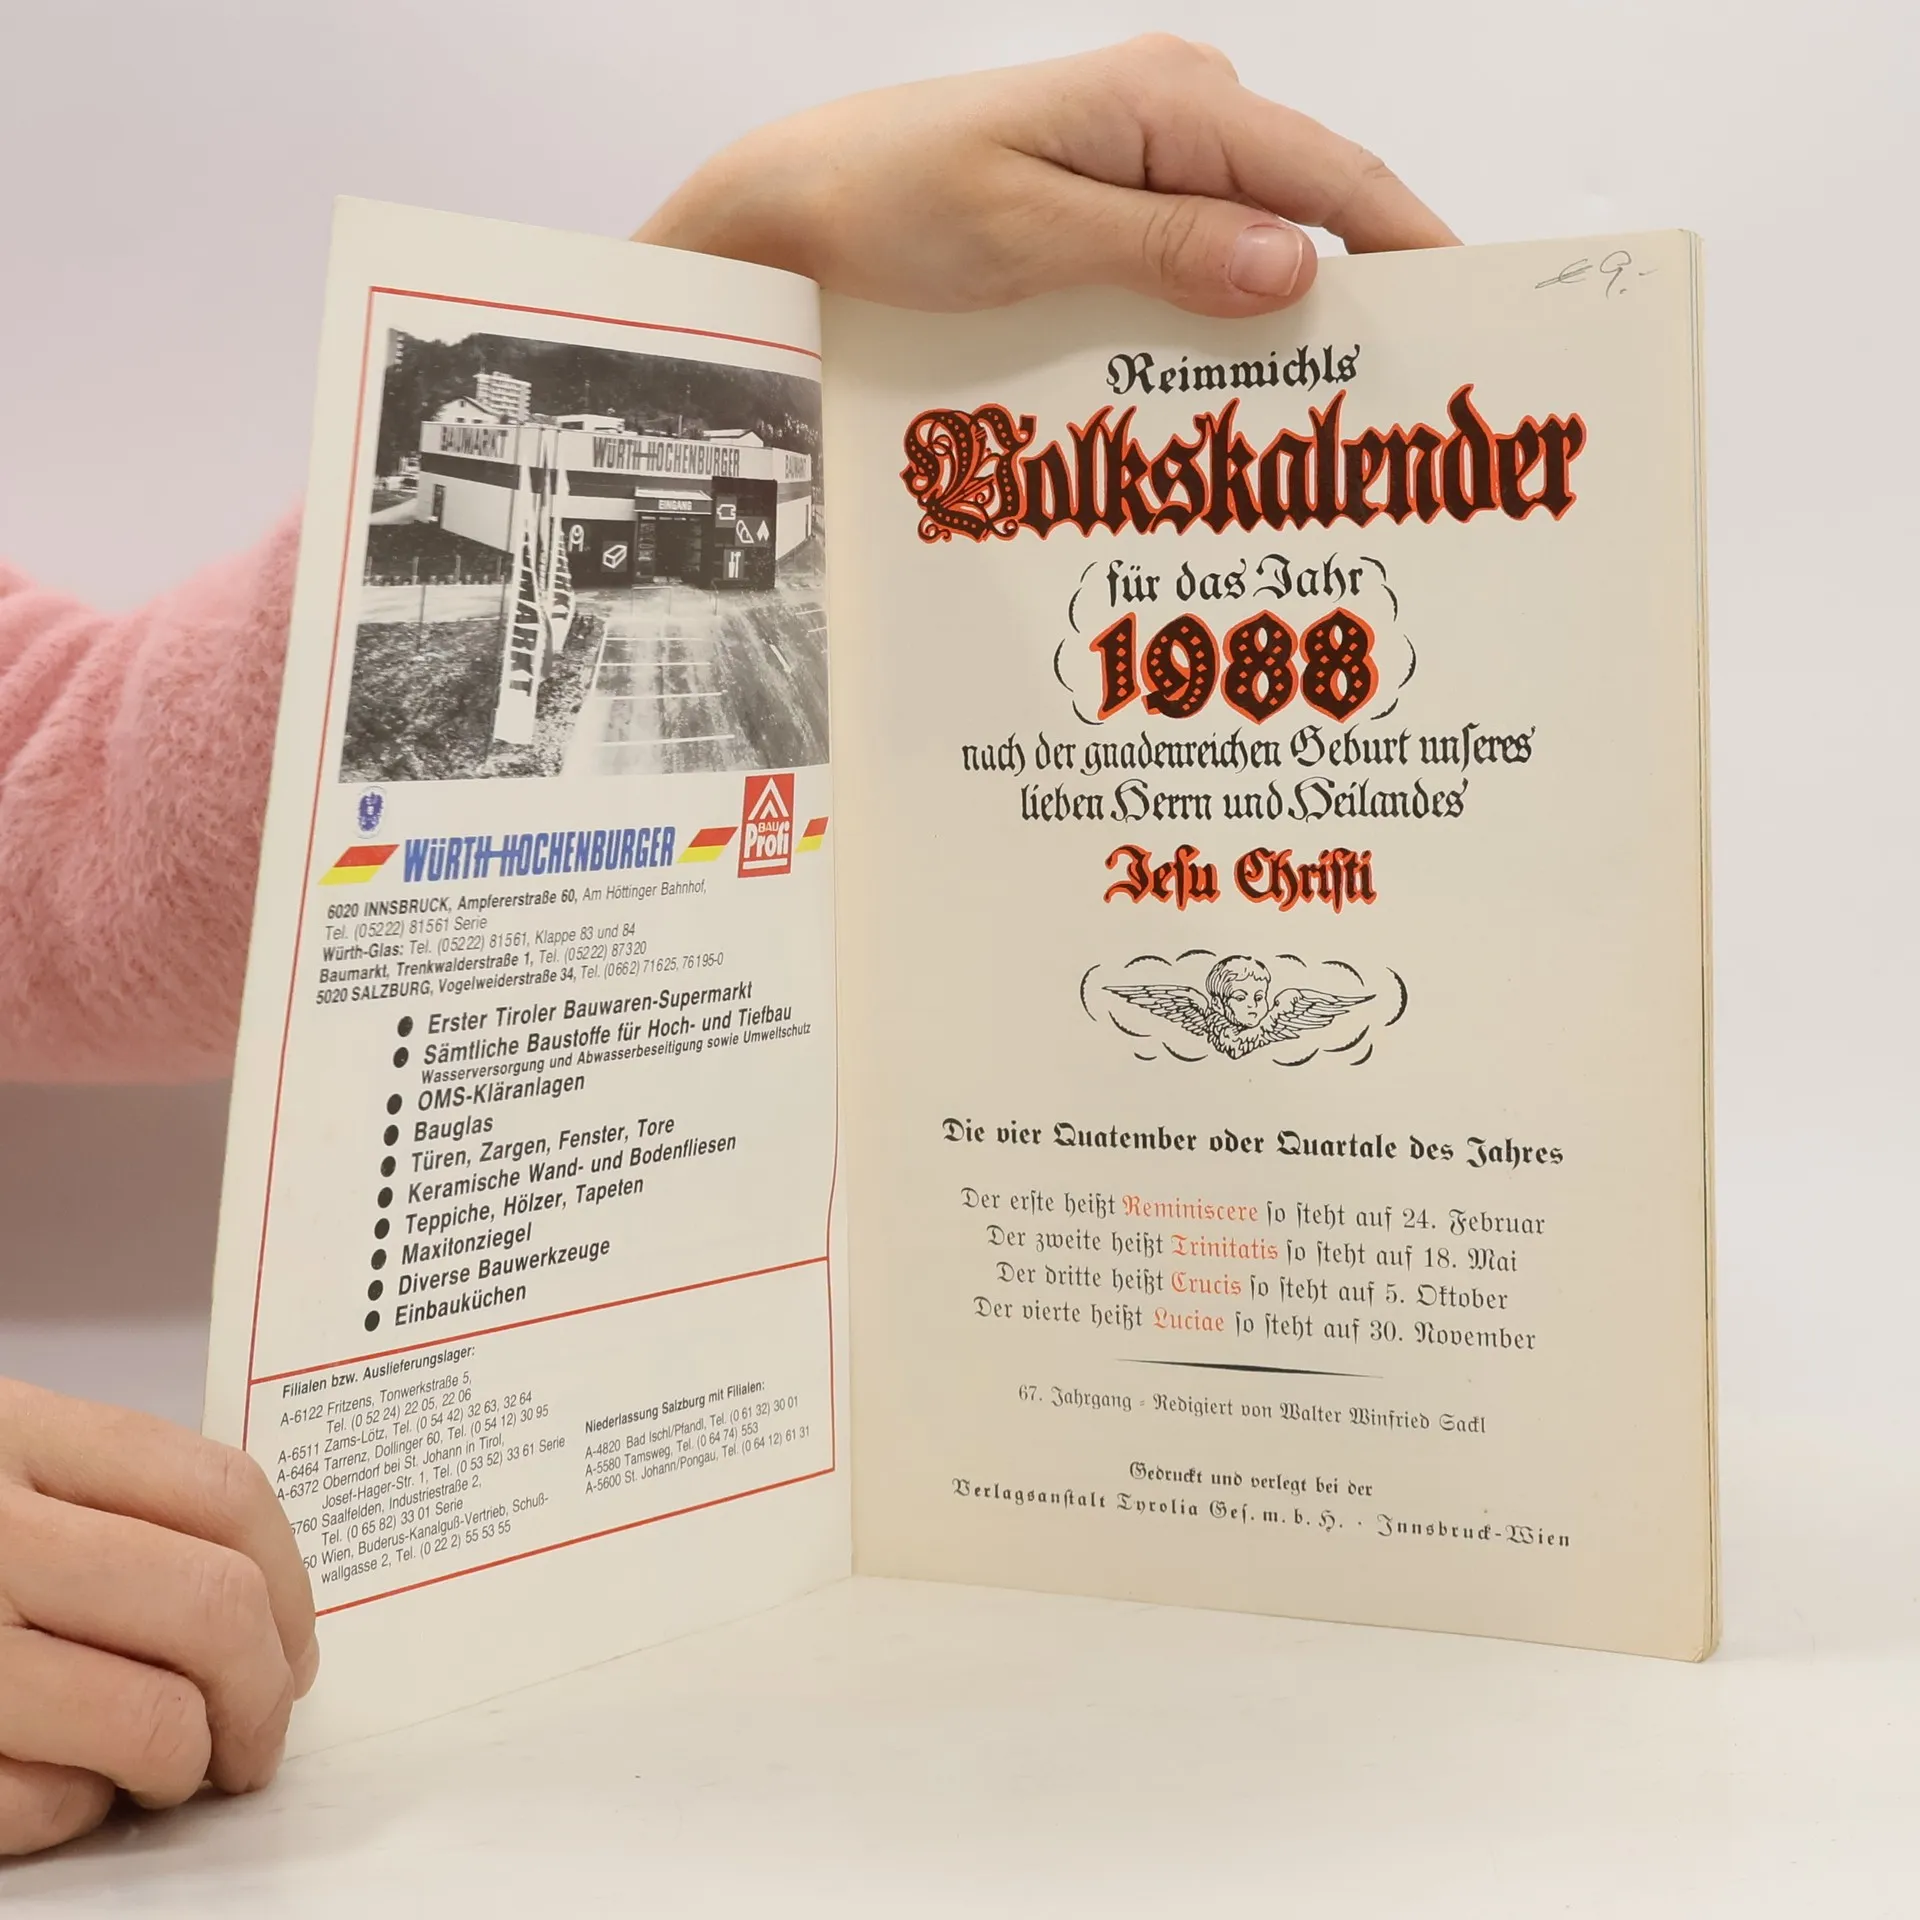 BAUMARKT
WÜRTH-HOCHENBURGER
BAUMARKT
EINGANG
WÜRTH-HOCHENBURGER
BAU
Profi
6020 INNSBRUCK, Ampfererstraße 60, Am Höttinger Bahnhof,
Tel. (05222) 81561 Serie
Würth-Glas: Tel. (05222) 81561, Klappe 83 und 84
Baumarkt, Trenkwalderstraße 1, Tel. (05222) 87320
5020 SALZBURG, Vogelweiderstraße 34, Tel. (0662) 71625, 76195-0
● Erster Tiroler Bauwaren-Supermarkt
● Sämtliche Baustoffe für Hoch- und Tiefbau
Wasserversorgung und Abwasserbeseitigung sowie Umweltschutz
● OMS-Kläranlagen
● Bauglas
● Türen, Zargen, Fenster, Tore
● Keramische Wand- und Bodenfliesen
● Teppiche, Hölzer, Tapeten
● Maxitonziegel
● Diverse Bauwerkzeuge
● Einbauküchen
Filialen bzw. Auslieferungslager:
A-6122 Fritzens, Tonwerkstraße 5,
Tel. (0 52 24) 22 05, 22 06
A-6511 Zams-Lötz, Tel. (0 54 42) 32 63, 32 64
A-6464 Tarrenz, Dollinger 60, Tel. (0 54 12) 30 95
A-6372 Oberndorf bei St. Johann in Tirol,
Josef-Hager-Str. 1, Tel. (0 53 52) 33 61 Serie
5760 Saalfelden, Industriestraße 2,
Tel. (0 65 82) 33 01 Serie
50 Wien, Buderus-Kanalguß-Vertrieb, Schuß-
wallgasse 2, Tel. (0 22 2) 55 53 55
Niederlassung Salzburg mit Filialen:
A-4820 Bad Ischl/Pfandl, Tel. (0 61 32) 30 01
A-5580 Tamsweg, Tel. (0 64 74) 553
A-5600 St. Johann/Pongau, Tel. (0 64 12) 61 31
9.-
Reimmichls
Volkskalender
für das Jahr
1988
nach der gnadenreichen Geburt unseres
lieben Herrn und Heilandes
Jesu Christi
Die vier Quatember oder Quartale des Jahres
Der erste heißt Reminiscere so steht auf 24. Februar
Der zweite heißt Trinitatis so steht auf 18. Mai
Der dritte heißt Crucis so steht auf 5. Oktober
Der vierte heißt Luciae so steht auf 30. November
67. Jahrgang - Redigiert von Walter Winfried Sackl
Gedruckt und verlegt bei der
Verlagsanstalt Tyrolia Ges. m. b. H. · Innsbruck-Wien